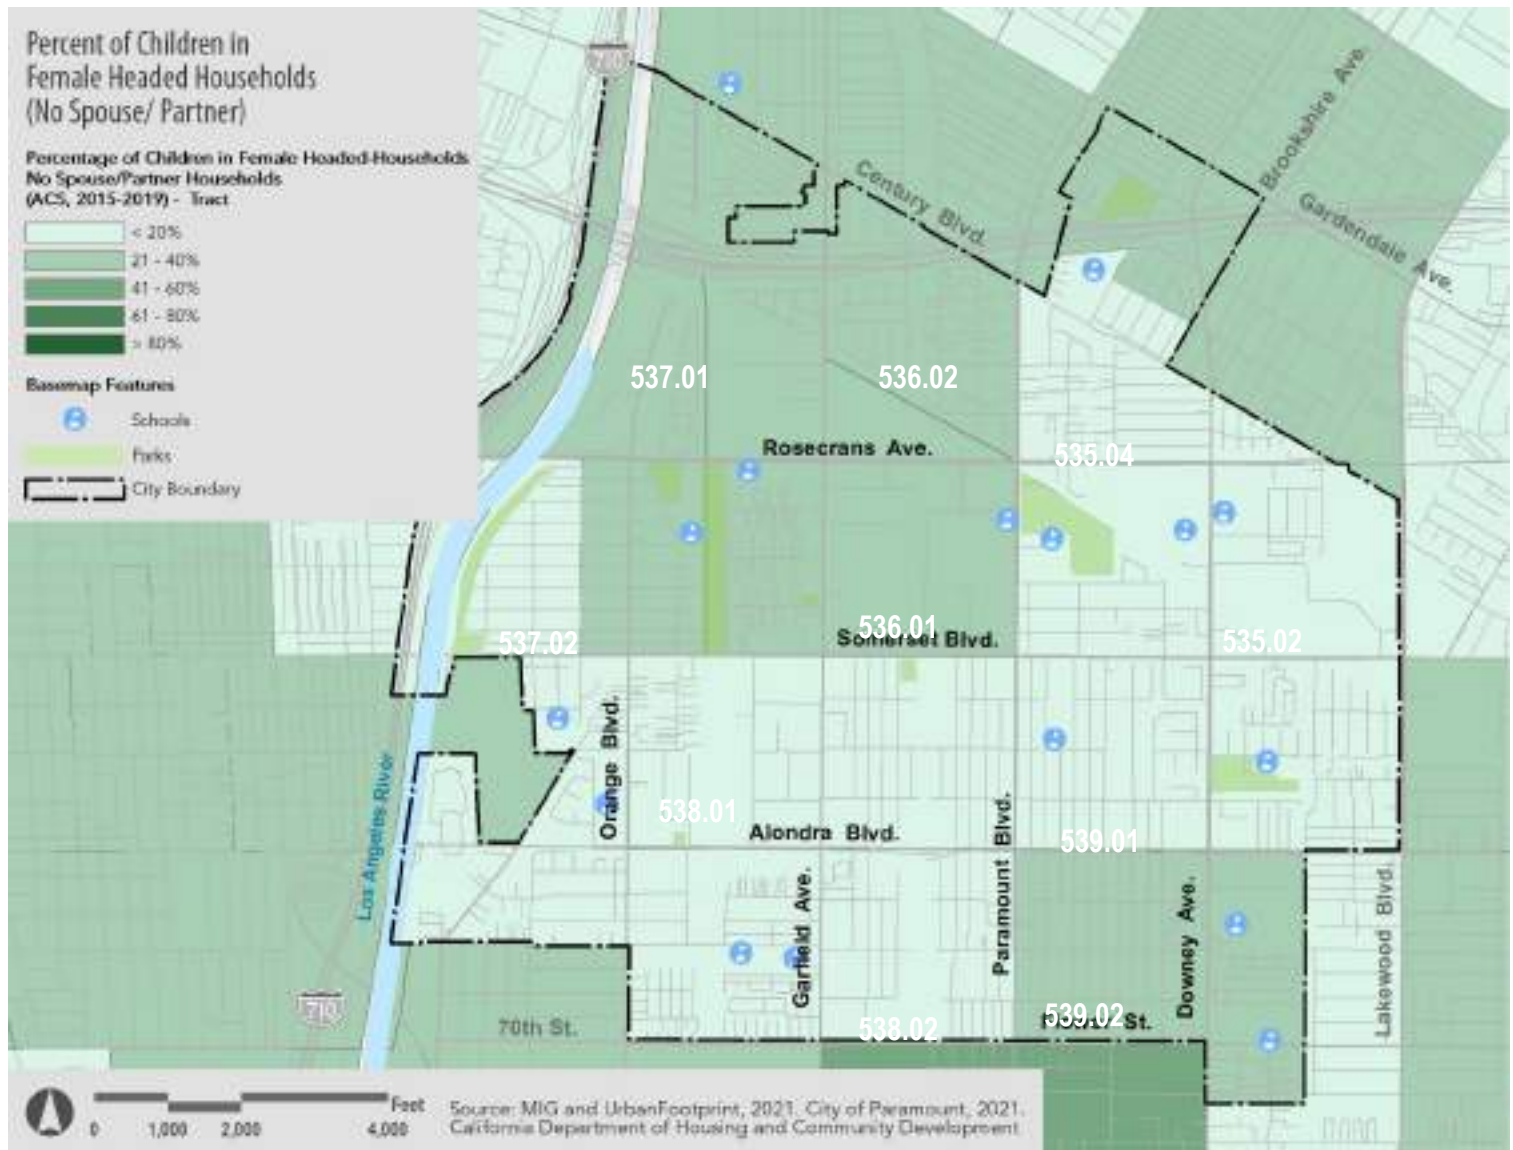 Percent of Children in
Female Headed Households
(No Spouse/ Partner)
Percentage of Children in Female Headed-Households
No Spouse/Partner Households
(ACS, 2015-2019) - Tract
< 20%
21 - 40%
41 - 60%
61 - 80%
> 80%
Basemap Features
Schools
Parks
City Boundary
710
Century Blvd.
Brookshire Ave
Gardendale Ave.
537.01
536.02
Rosecrans Ave.
535.04
536.01
Somerset Blvd.
537.02
535.02
Orange Blvd.
Los Angeles River
538.01
Alondra Blvd.
Paramount Blvd.
539.01
Garfield Ave.
Downey Ave.
Lakewood Blvd.
710
70th St.
538.02
539.02
St.
Feet
0 1,000 2,000 4,000
Source: MIG and UrbanFootprint, 2021. City of Paramount, 2021.
California Department of Housing and Community Development